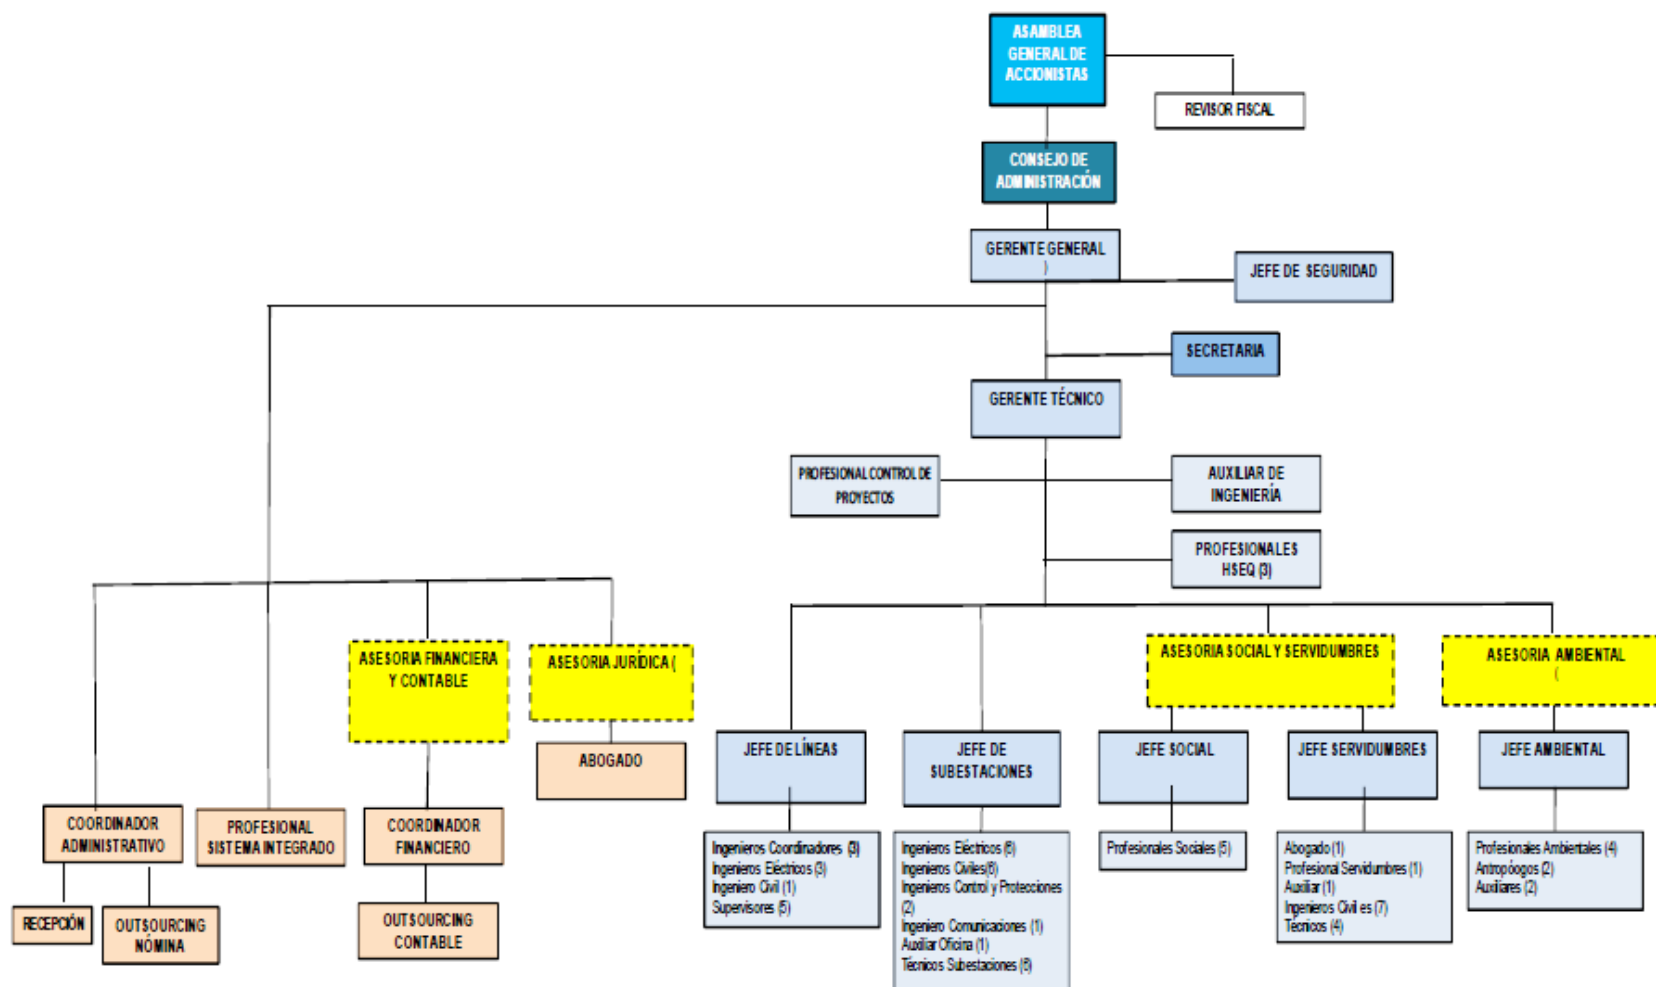 ASAMBLEA
GENERAL DE
ACCIONISTAS
REVISOR FISCAL
CONSEJO DE
ADMINISTRACIÓN
GERENTE GENERAL
)
JEFE DE SEGURIDAD
SECRETARIA
GERENTE TÉCNICO
PROFESIONAL CONTROL DE
PROYECTOS
AUXILIAR DE
INGENIERÍA
PROFESIONALES
HSEQ (3)
ASESORIA FINANCIERA
Y CONTABLE
ASESORIA JURÍDICA (
ASESORIA SOCIAL Y SERVIDUMBRES
ASESORIA AMBIENTAL
(
ABOGADO
JEFE DE LÍNEAS
JEFE DE
SUBESTACIONES
JEFE SOCIAL
JEFE SERVIDUMBRES
JEFE AMBIENTAL
COORDINADOR
ADMINISTRATIVO
PROFESIONAL
SISTEMA INTEGRADO
COORDINADOR
FINANCIERO
RECEPCIÓN
OUTSOURCING
NÓMINA
OUTSOURCING
CONTABLE
Ingenieros Coordinadores (3)
Ingenieros Eléctricos (3)
Ingeniero Civil (1)
Supervisores (5)
Ingenieros Eléctricos (6)
Ingenieros Civiles(6)
Ingenieros Control y Protecciones
(2)
Ingeniero Comunicaciones (1)
Auxiliar Oficina (1)
Técnicos Subestaciones (6)
Profesionales Sociales (5)
Abogado (1)
Profesional Servidumbres (1)
Auxiliar (1)
Ingenieros Civil es (7)
Técnicos (4)
Profesionales Ambientales (4)
Antropóogos (2)
Auxiliares (2)